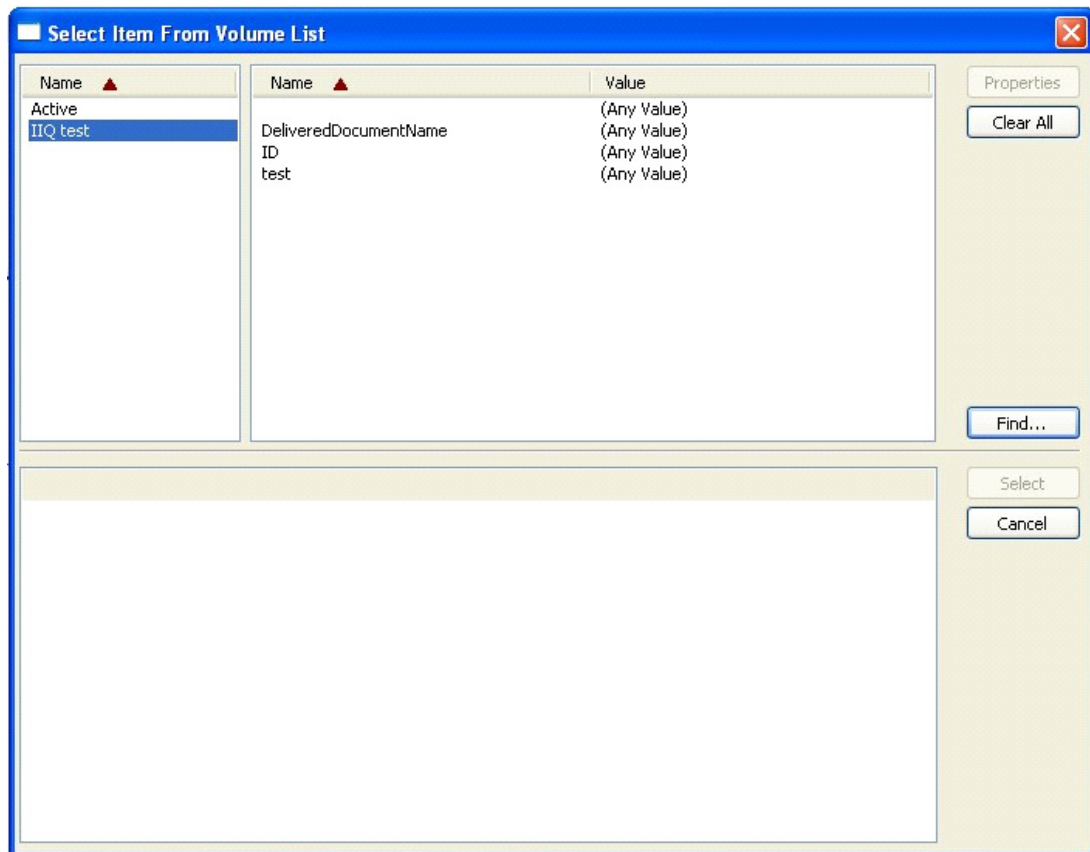 Select Item From Volume List
Name Name Value Properties
Active (Any Value)
IIQ test DeliveredDocumentName (Any Value) Clear All
ID (Any Value)
test (Any Value)
Find...
Select
Cancel